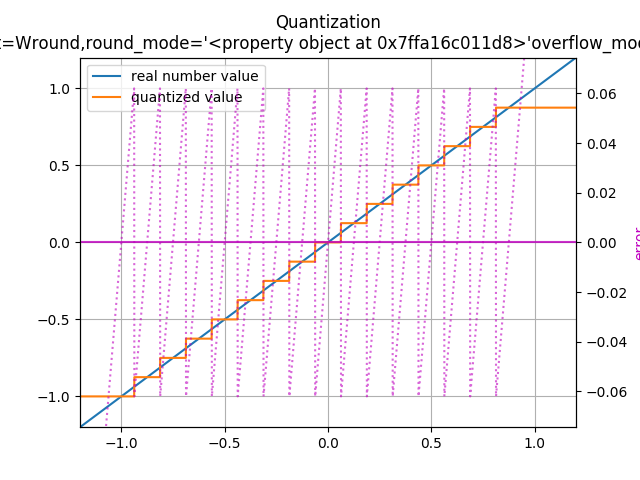 Quantization
t=Wround,round_mode='<property object at 0x7ffa16c011d8>'overflow_mo
real number value
quantized value
1.0
0.5
0.0
−0.5
−1.0
0.06
0.04
0.02
0.00
−0.02
−0.04
−0.06
error
−1.0 −0.5 0.0 0.5 1.0